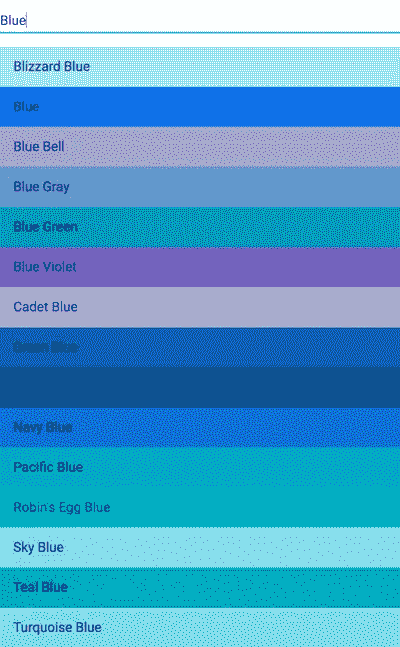 Blue
Blizzard Blue
Blue
Blue Bell
Blue Gray
Blue Green
Blue Violet
Cadet Blue
Green Blue
Navy Blue
Pacific Blue
Robin's Egg Blue
Sky Blue
Teal Blue
Turquoise Blue